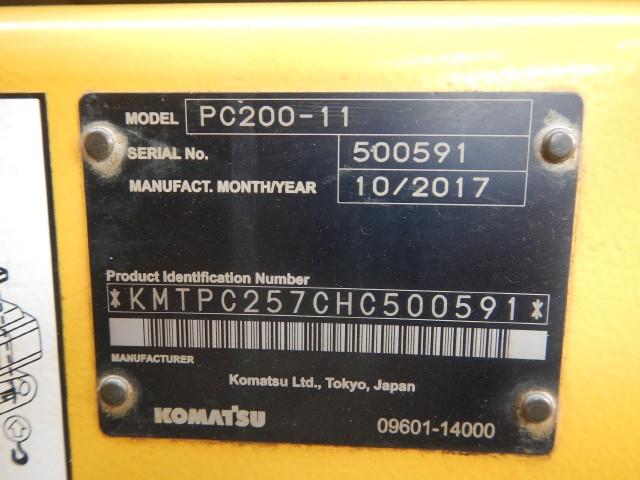 MODEL PC200-11
SERIAL No. 500591
MANUFACT. MONTH/YEAR 10/2017
Product Identification Number
*KMTPC257CHC500591*
MANUFACTURER
Komatsu Ltd., Tokyo, Japan
KOMATSU 09601-14000